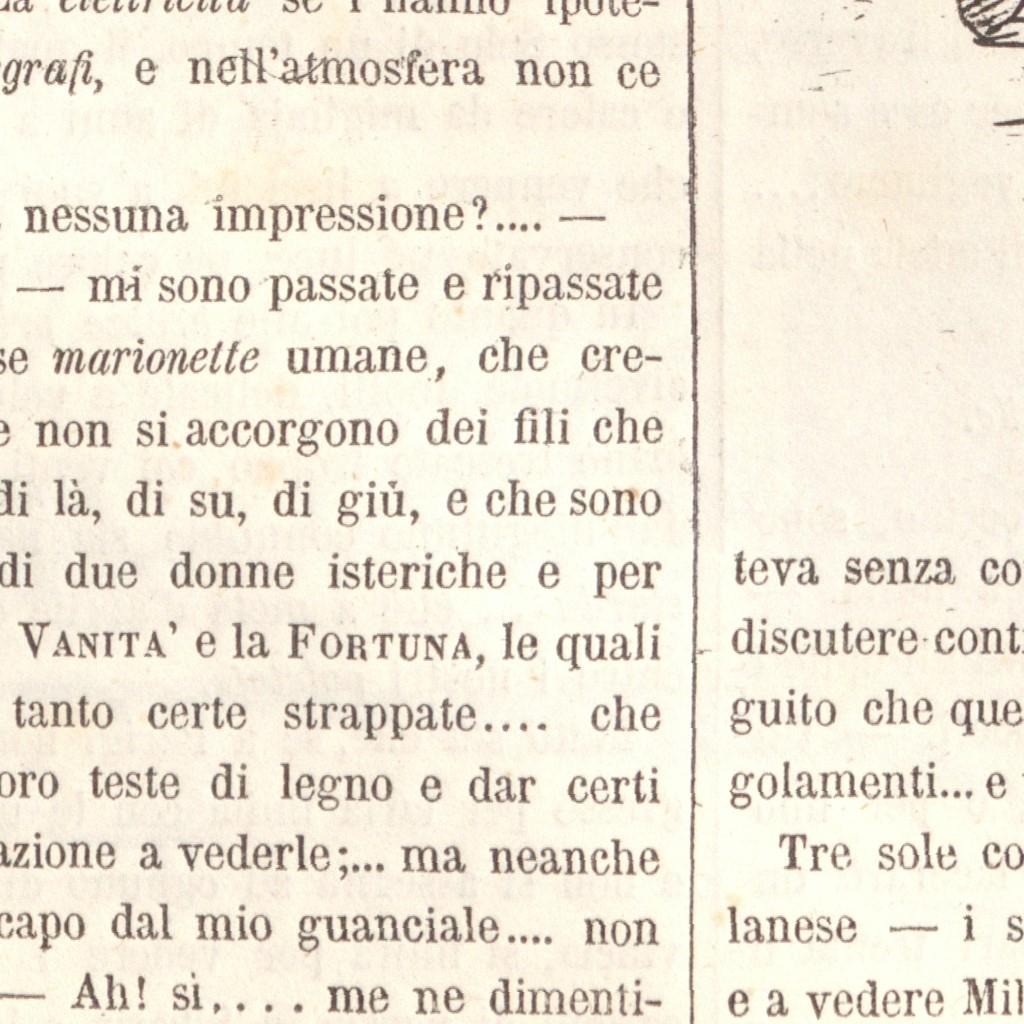 elettricità se l'hanno ipote-
grafi, e nell'atmosfera non ce
nessuna impressione?.... —
— mi sono passate e ripassate
se marionette umane, che cre-
e non si accorgono dei fili che
di là, di su, di giù, e che sono
di due donne isteriche e per
VANITA' e la FORTUNA, le quali
tanto certe strappate.... che
oro teste di legno e dar certi
azione a vederle;... ma neanche
capo dal mio guanciale.... non
— Ah! sì.... me ne dimenti-
teva senza co
discutere cont
guito che que
golamenti... e
Tre sole co
lanese — i s
e a vedere Mil